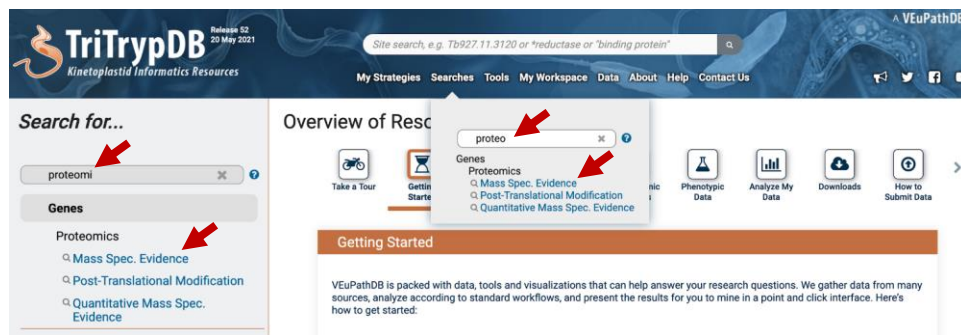 VEuPathDB
TriTrypDB
Release 52
20 May 2021
Kinetoplastid Informatics Resources
Site search, e.g. Tb927.11.3120 or *reductase or "binding protein"
My Strategies Searches Tools My Workspace Data About Help Contact Us
Search for...
proteomi
Genes
Proteomics
Mass Spec. Evidence
Post-Translational Modification
Quantitative Mass Spec.
Evidence
Overview of Reso
proteo
Genes
Proteomics
Mass Spec. Evidence
Post-Translational Modification
Quantitative Mass Spec. Evidence
Take a Tour
Getting
Starte
Phenotypic
Data
Analyze My
Data
Downloads
How to
Submit Data
Getting Started
VEuPathDB is packed with data, tools and visualizations that can help answer your research questions. We gather data from many
sources, analyze according to standard workflows, and present the results for you to mine in a point and click interface. Here's
how to get started: